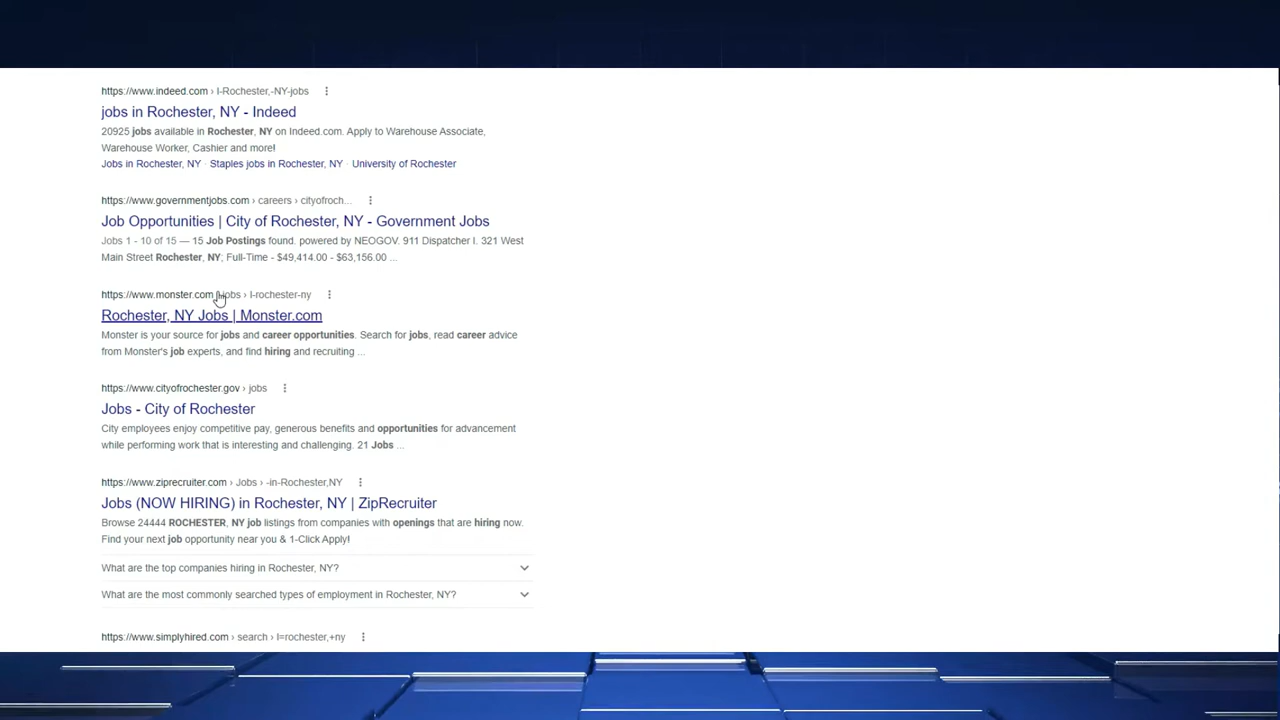 https://www.indeed.com › l-Rochester,-NY-jobs
jobs in Rochester, NY - Indeed
20925 jobs available in Rochester, NY on Indeed.com. Apply to Warehouse Associate,
Warehouse Worker, Cashier and more!
Jobs in Rochester, NY · Staples jobs in Rochester, NY · University of Rochester
https://www.governmentjobs.com › careers › cityofroch...
Job Opportunities | City of Rochester, NY - Government Jobs
Jobs 1 - 10 of 15 — 15 Job Postings found. powered by NEOGOV. 911 Dispatcher I. 321 West
Main Street Rochester, NY; Full-Time - $49,414.00 - $63,156.00 ...
https://www.monster.com › jobs › l-rochester-ny
Rochester, NY Jobs | Monster.com
Monster is your source for jobs and career opportunities. Search for jobs, read career advice
from Monster's job experts, and find hiring and recruiting ...
https://www.cityofrochester.gov › jobs
Jobs - City of Rochester
City employees enjoy competitive pay, generous benefits and opportunities for advancement
while performing work that is interesting and challenging. 21 Jobs ...
https://www.ziprecruiter.com › Jobs › -in-Rochester,NY
Jobs (NOW HIRING) in Rochester, NY | ZipRecruiter
Browse 24444 ROCHESTER, NY job listings from companies with openings that are hiring now.
Find your next job opportunity near you & 1-Click Apply!
What are the top companies hiring in Rochester, NY?
What are the most commonly searched types of employment in Rochester, NY?
https://www.simplyhired.com › search › l=rochester,+ny